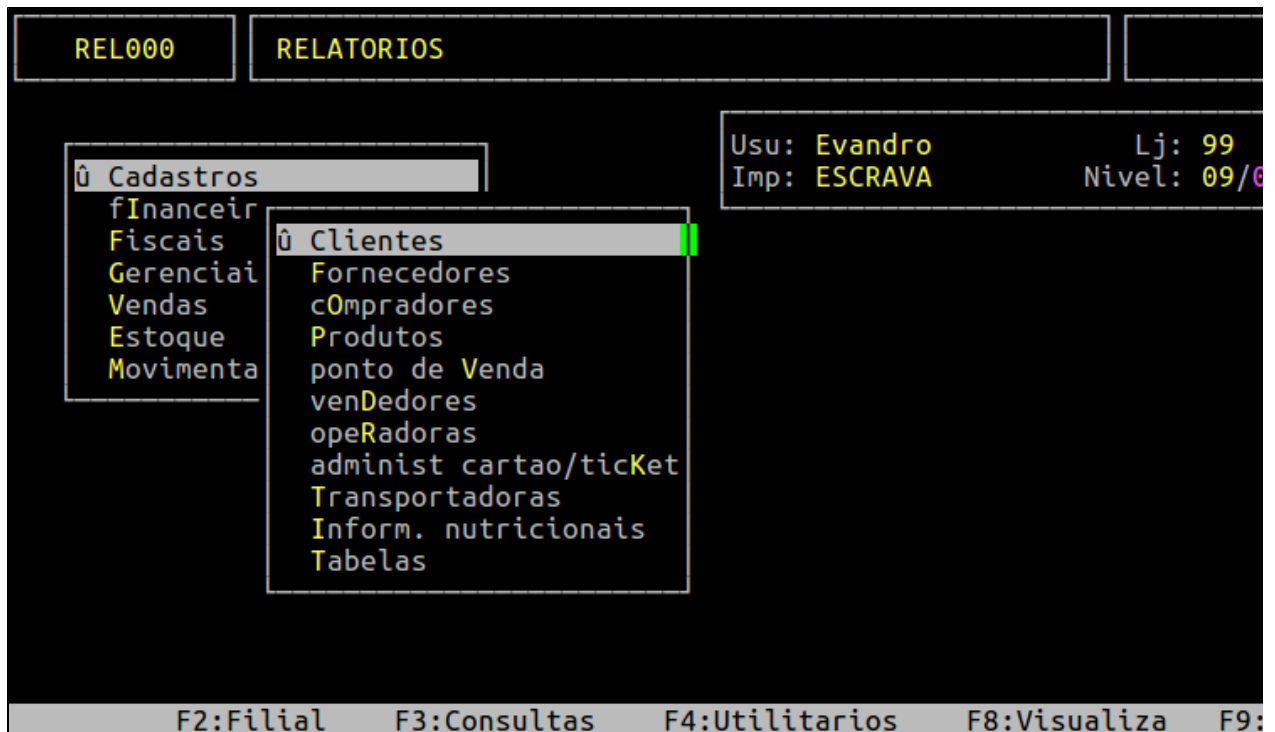 REL000 RELATORIOS
Usu: Evandro Lj: 99
Imp: ESCRAVA Nivel: 09/0
û Cadastros
fInanceir
Fiscais
Gerenciai
Vendas
Estoque
Movimenta
û Clientes
Fornecedores
cOmpradores
Produtos
ponto de Venda
venDedores
opeRadoras
administ cartao/ticKet
Transportadoras
Inform. nutricionais
Tabelas
F2:Filial F3:Consultas F4:Utilitarios F8:Visualiza F9: